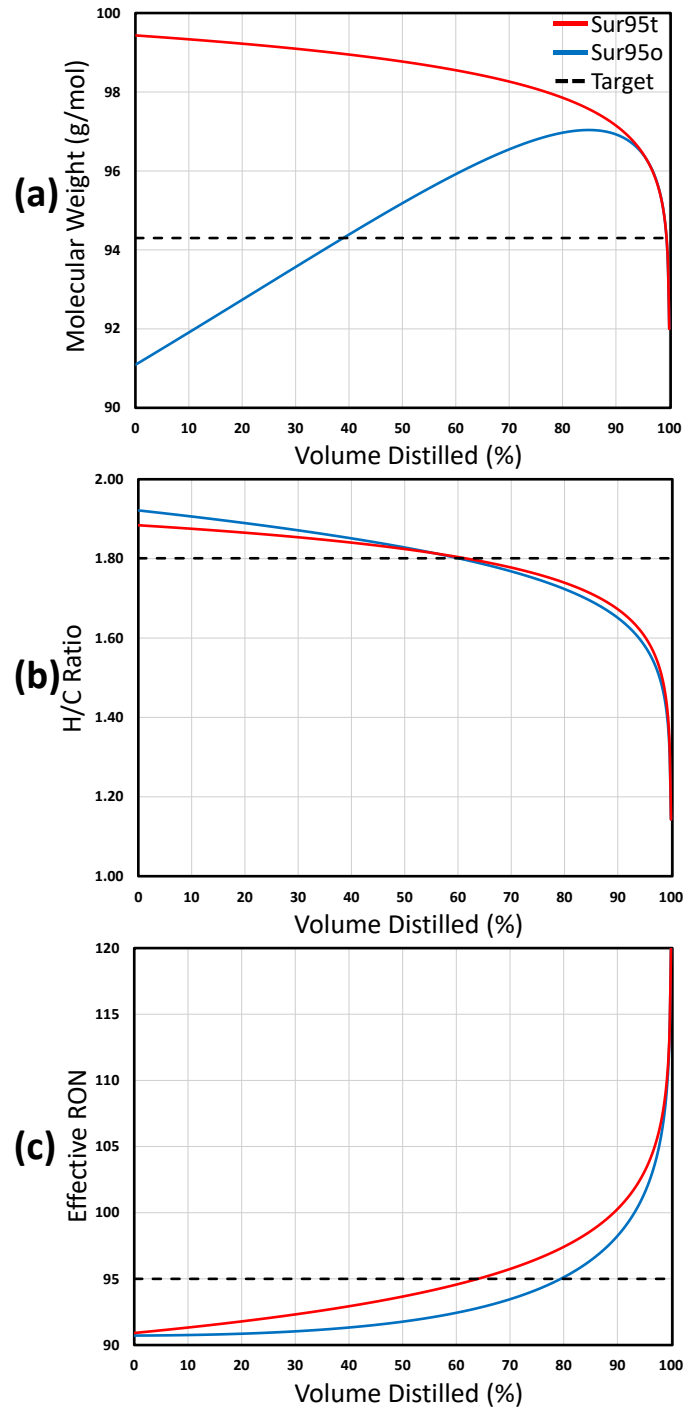 (a)
Molecular Weight (g/mol)
100
98
96
94
92
90
Sur95t
Sur95o
Target
0 10 20 30 40 50 60 70 80 90 100
Volume Distilled (%)
(b)
H/C Ratio
2.00
1.80
1.60
1.40
1.20
1.00
0 10 20 30 40 50 60 70 80 90 100
Volume Distilled (%)
(c)
Effective RON
120
115
110
105
100
95
90
0 10 20 30 40 50 60 70 80 90 100
Volume Distilled (%)